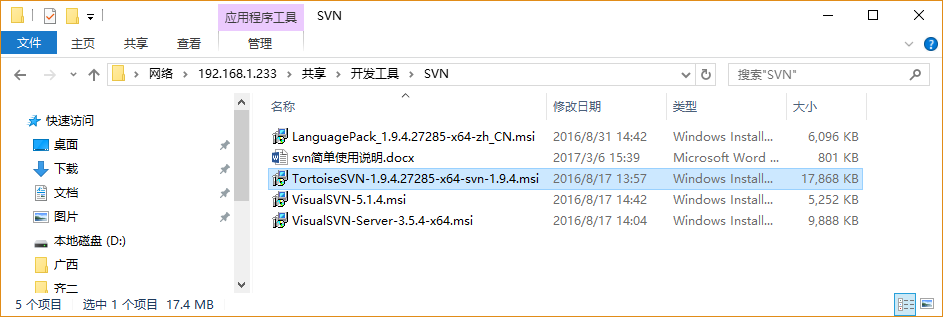 应用程序工具 SVN
文件 主页 共享 查看 管理
网络 192.168.1.233 共享 开发工具 SVN 搜索"SVN"
名称 修改日期 类型 大小
快速访问
桌面
下载
文档
图片
本地磁盘 (D:)
广西
齐二
LanguagePack_1.9.4.27285-x64-zh_CN.msi 2016/8/31 14:42 Windows Install... 6,096 KB
svn简单使用说明.docx 2017/3/6 15:39 Microsoft Word ... 801 KB
TortoiseSVN-1.9.4.27285-x64-svn-1.9.4.msi 2016/8/17 13:57 Windows Install... 17,868 KB
VisualSVN-5.1.4.msi 2016/8/17 14:42 Windows Install... 5,252 KB
VisualSVN-Server-3.5.4-x64.msi 2016/8/17 14:04 Windows Install... 9,888 KB
5 个项目 选中 1 个项目 17.4 MB